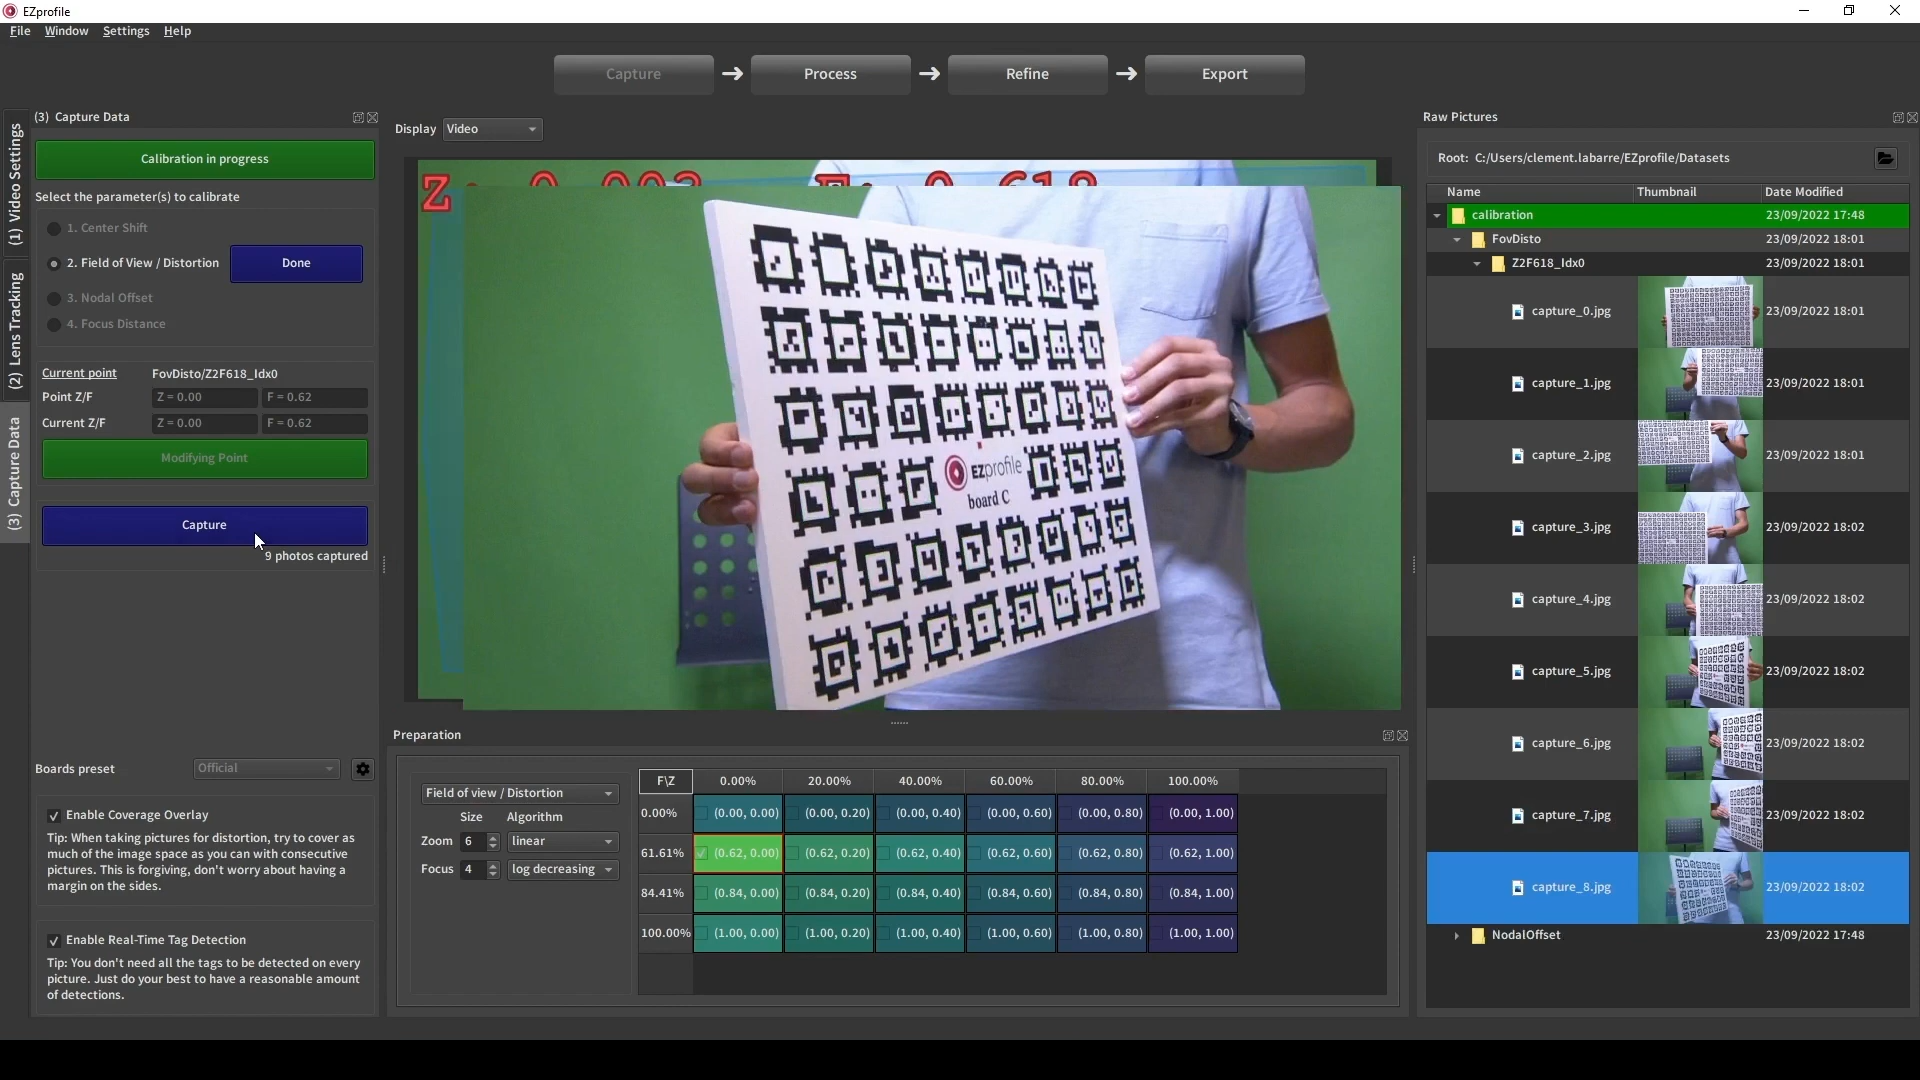 EZprofile
File Window Settings Help
Capture Process Refine Export
(3) Capture Data
Display Video
Raw Pictures
(1) Video Settings
(2) Lens Tracking
(3) Capture Data
Calibration in progress
Select the parameter(s) to calibrate
1. Center Shift
2. Field of View / Distortion Done
3. Nodal Offset
4. Focus Distance
Current point FovDisto/Z2F618_Idx0
Point Z/F Z = 0.00 F = 0.62
Current Z/F Z = 0.00 F = 0.62
Modifying Point
Capture
9 photos captured
Boards preset Official
Enable Coverage Overlay
Tip: When taking pictures for distortion, try to cover as
much of the image space as you can with consecutive
pictures. This is forgiving, don't worry about having a
margin on the sides.
Enable Real-Time Tag Detection
Tip: You don't need all the tags to be detected on every
picture. Just do your best to have a reasonable amount
of detections.
EZprofile
board C
Preparation
Field of view / Distortion
Size Algorithm
Zoom 6 linear
Focus 4 log decreasing
F\Z 0.00% 20.00% 40.00% 60.00% 80.00% 100.00%
0.00% (0.00, 0.00) (0.00, 0.20) (0.00, 0.40) (0.00, 0.60) (0.00, 0.80) (0.00, 1.00)
61.61% (0.62, 0.00) (0.62, 0.20) (0.62, 0.40) (0.62, 0.60) (0.62, 0.80) (0.62, 1.00)
84.41% (0.84, 0.00) (0.84, 0.20) (0.84, 0.40) (0.84, 0.60) (0.84, 0.80) (0.84, 1.00)
100.00% (1.00, 0.00) (1.00, 0.20) (1.00, 0.40) (1.00, 0.60) (1.00, 0.80) (1.00, 1.00)
Root: C:/Users/clement.labarre/EZprofile/Datasets
Name Thumbnail Date Modified
calibration 23/09/2022 17:48
FovDisto 23/09/2022 18:01
Z2F618_Idx0 23/09/2022 18:01
capture_0.jpg 23/09/2022 18:01
capture_1.jpg 23/09/2022 18:01
capture_2.jpg 23/09/2022 18:01
capture_3.jpg 23/09/2022 18:02
capture_4.jpg 23/09/2022 18:02
capture_5.jpg 23/09/2022 18:02
capture_6.jpg 23/09/2022 18:02
capture_7.jpg 23/09/2022 18:02
capture_8.jpg 23/09/2022 18:02
NodalOffset 23/09/2022 17:48